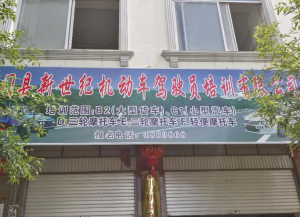 县新世纪机动车驾驶员培训有限公司
培训范围:B2(大型货车)、C1(小型汽车)
D.三轮摩托车E.二轮摩托车F.轻便摩托车
报名电话: